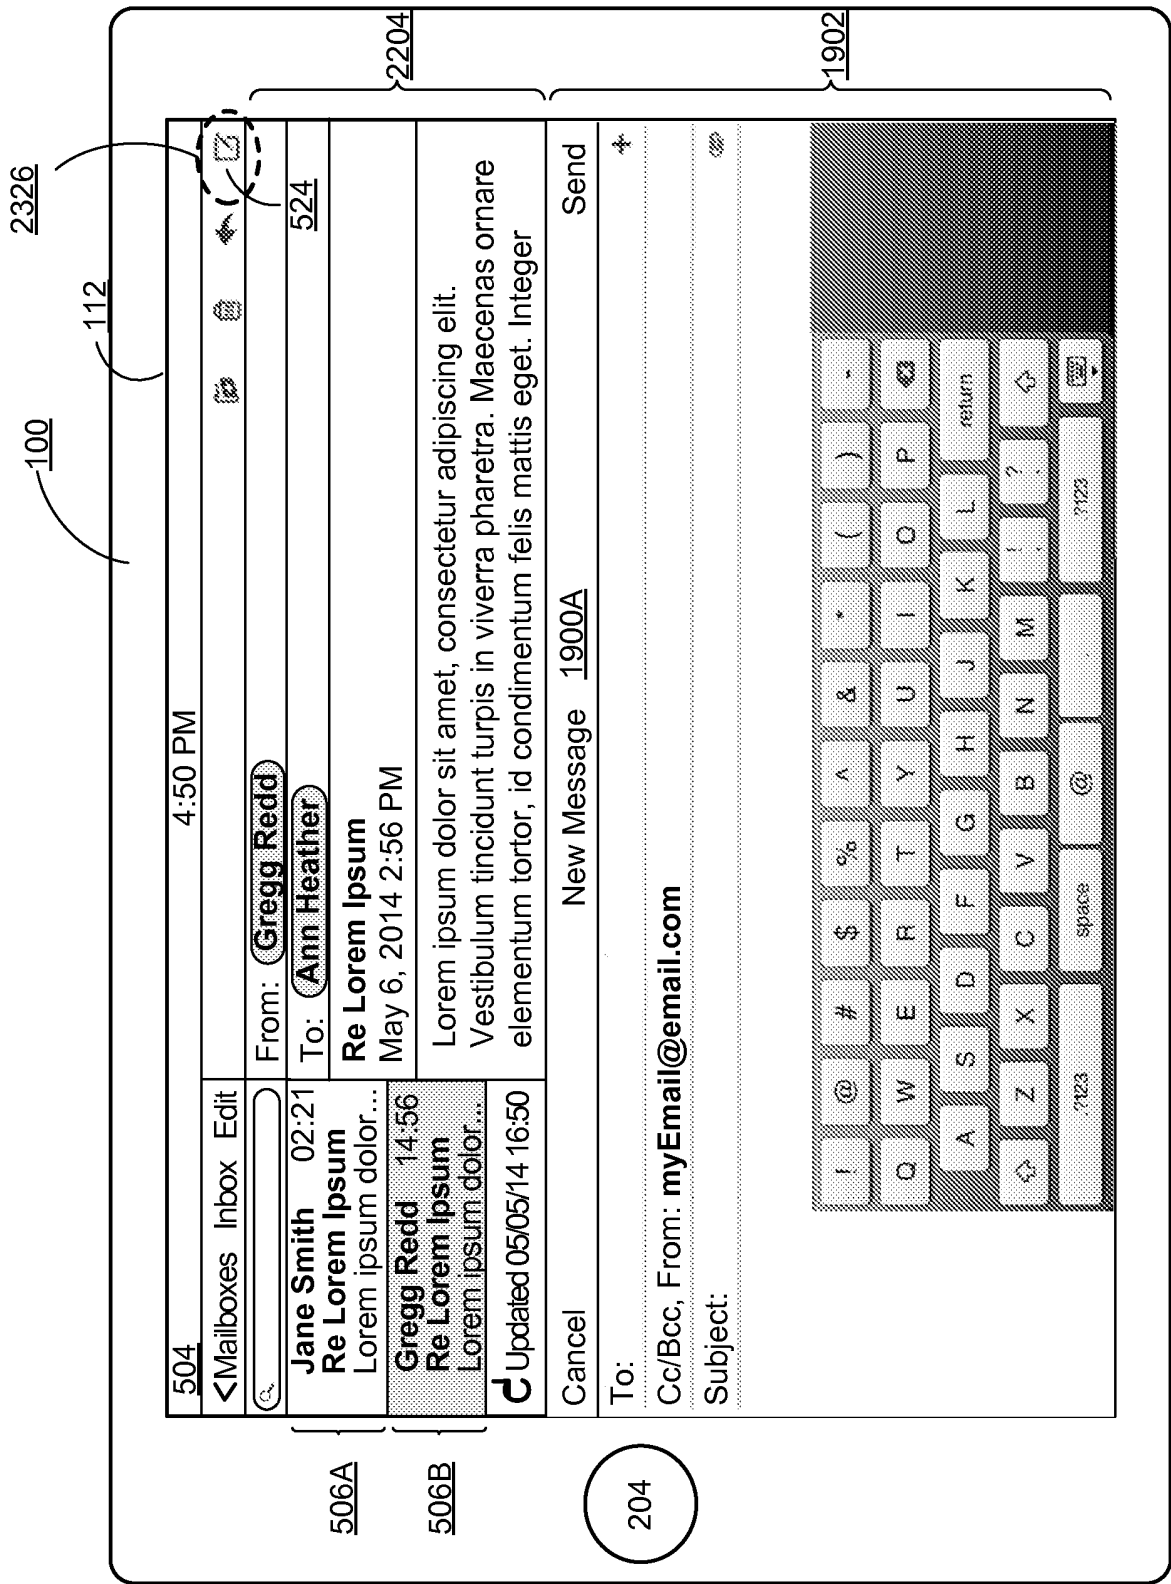 2326
112
100
504
4:50 PM
<Mailboxes Inbox Edit
524
2204
From: Gregg Redd
To: Ann Heather
Re Lorem Ipsum
May 6, 2014 2:56 PM
Lorem ipsum dolor sit amet, consectetur adipiscing elit.
Vestibulum tincidunt turpis in viverra pharetra. Maecenas ornare
elementum tortor, id condimentum felis mattis eget. Integer
506A
Jane Smith 02:21
Re Lorem Ipsum
Lorem ipsum dolor...
506B
Gregg Redd 14:56
Re Lorem Ipsum
Lorem ipsum dolor...
Updated 05/05/14 16:50
204
1902
Cancel New Message 1900A Send
To: +
Cc/Bcc, From: myEmail@email.com
Subject:
! @ # $ % ^ & * ( ) -
Q W E R T Y U I O P
A S D F G H J K L return
Z X C V B N M ! , ? .
.?123 space @ . .?123